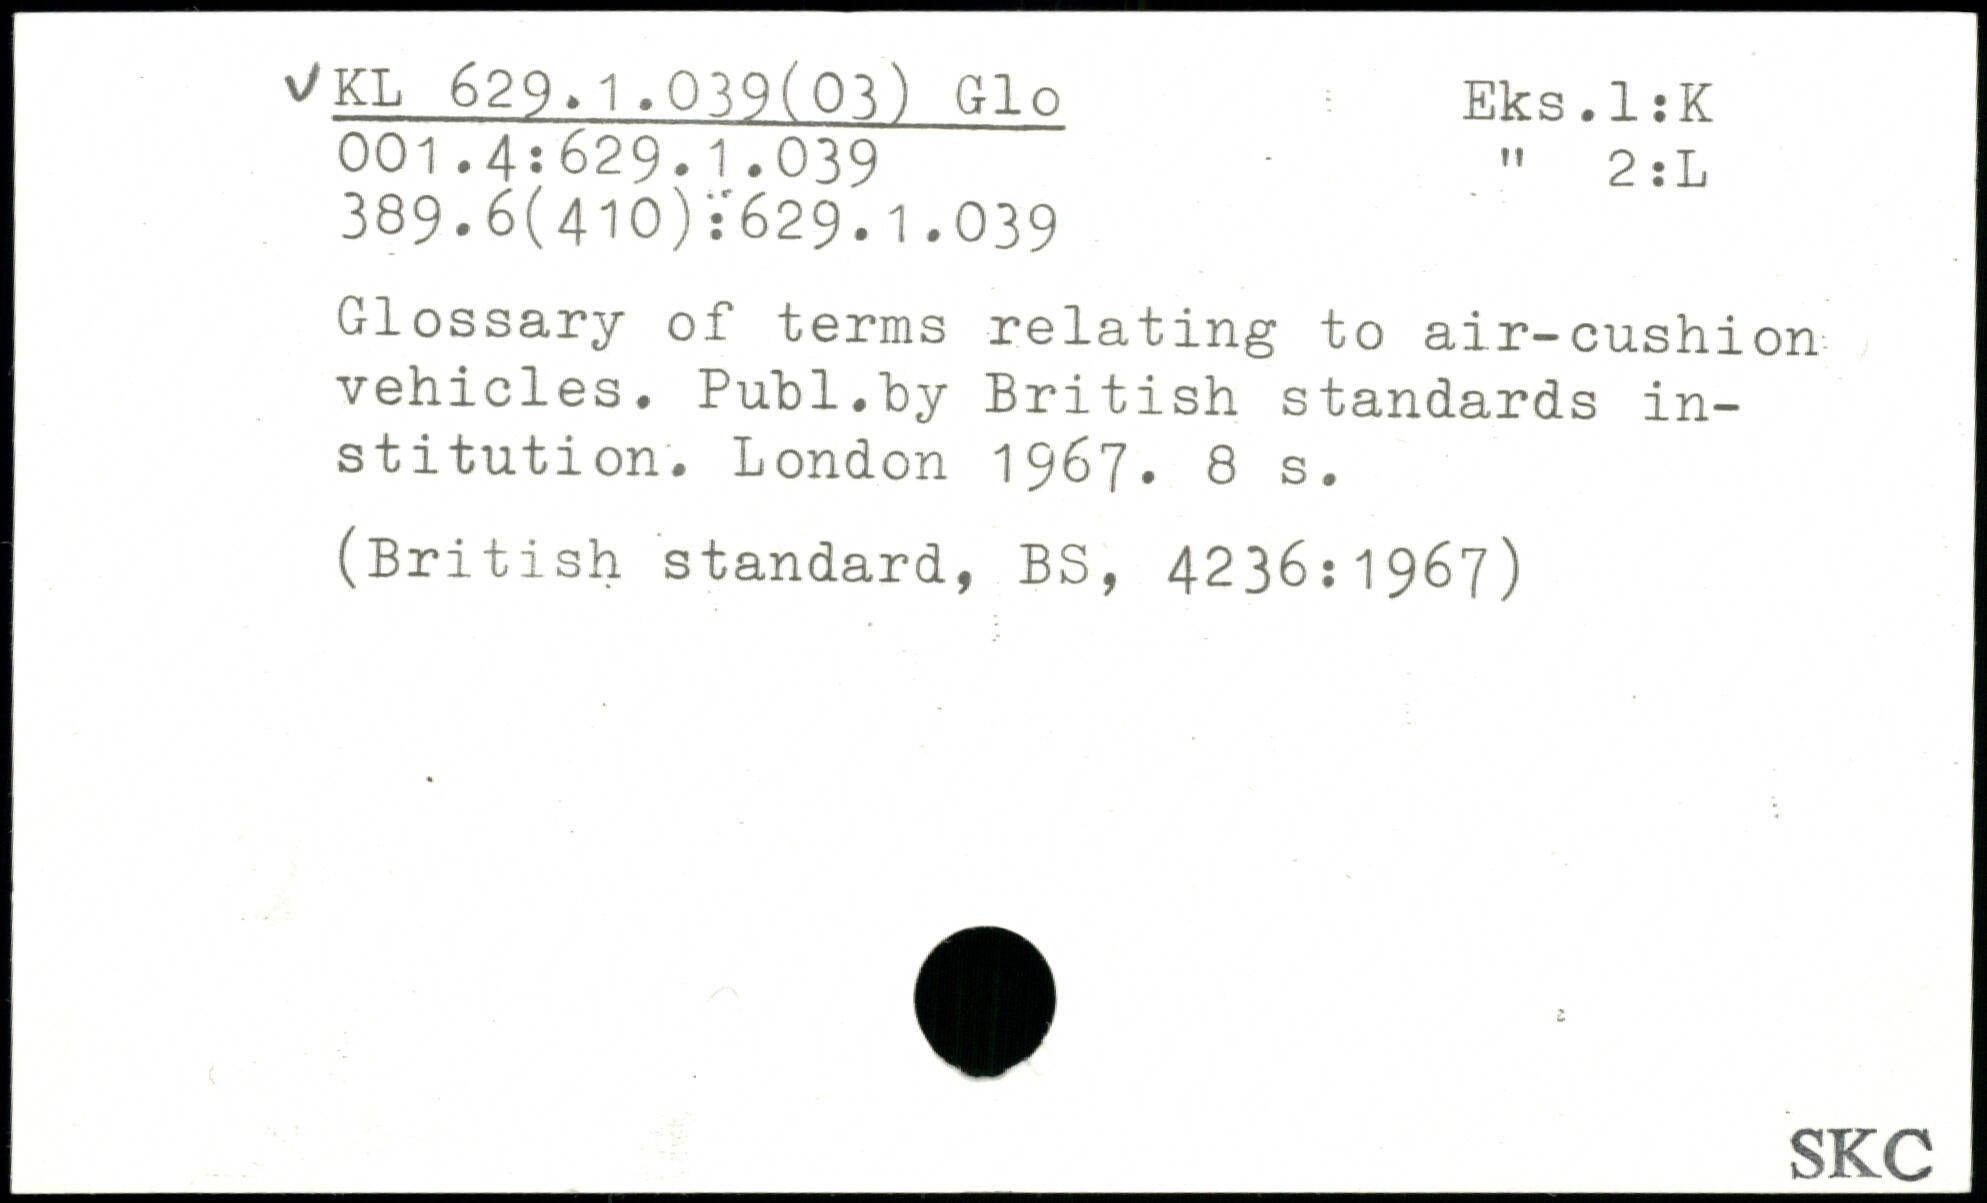 ✓KL 629.1.039(03) Glo
Eks.1:K
001.4:629.1.039
" 2:L
389.6(410):629.1.039
Glossary of terms relating to air-cushion
vehicles. Publ.by British standards in-
stitution. London 1967. 8 s.
(British standard, BS, 4236:1967)
SKC